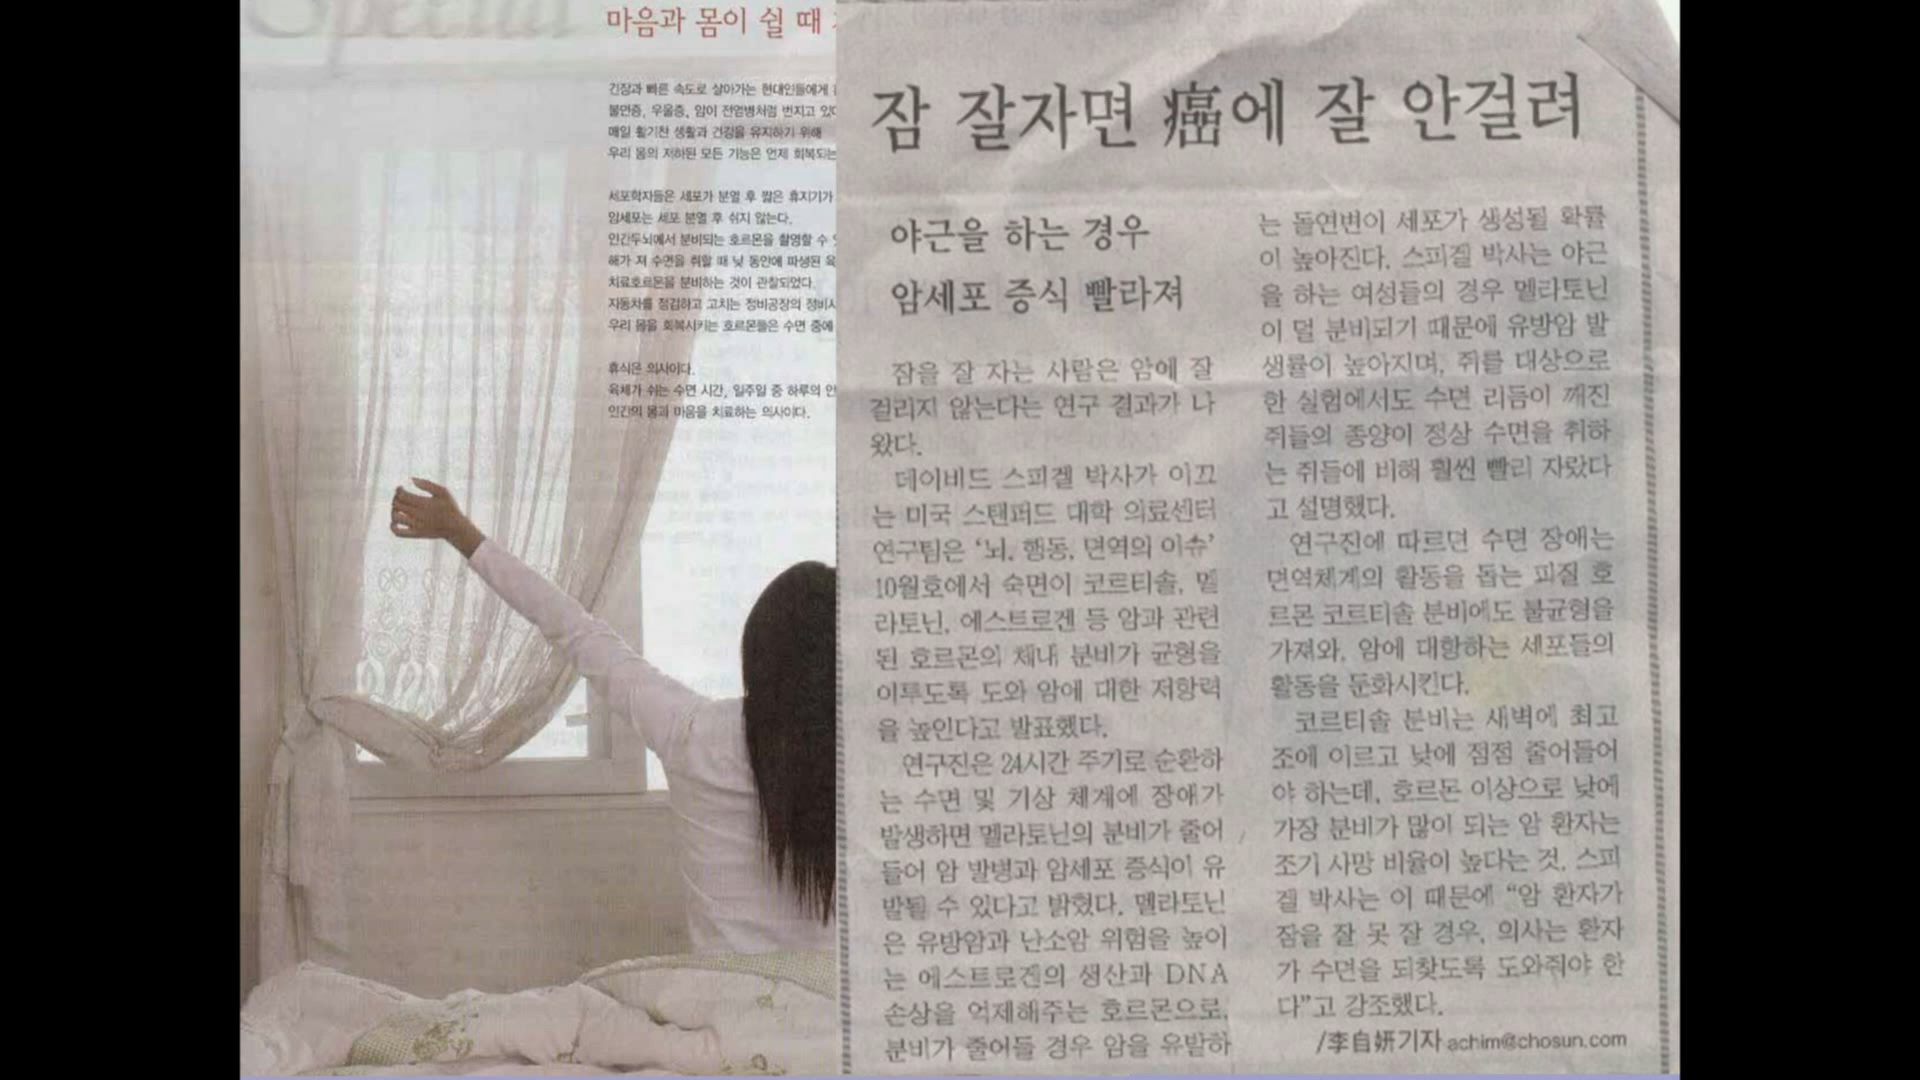 Special
마음과 몸이 쉴 때
긴장과 빠른 속도로 살아가는 현대인들에게
불면증, 우울증, 암이 전염병처럼 번지고 있
매일 활기찬 생활과 건강을 유지하기 위해
우리 몸의 저하된 모든 기능은 언제 회복되는
세포학자들은 세포가 분열 후 짧은 휴지기가
암세포는 세포 분열 후 쉬지 않는다.
인간두뇌에서 분비되는 호르몬을 촬영할 수
해가 져 수면을 취할 때 낮 동안에 파생된
치료호르몬을 분비하는 것이 관찰되었다.
자동차를 점검하고 고치는 정비공장의 정비사
우리 몸을 회복시키는 호르몬들은 수면 중에
휴식은 의사이다.
육체가 쉬는 수면 시간, 일주일 중 하루의 안
인간의 몸과 마음을 치료하는 의사이다.
잠 잘자면 癌에 잘 안걸려
야근을 하는 경우
암세포 증식 빨라져
잠을 잘 자는 사람은 암에 잘
걸리지 않는다는 연구 결과가 나
왔다.
데이비드 스피겔 박사가 이끄
는 미국 스탠퍼드 대학 의료센터
연구팀은 ‘뇌, 행동, 면역의 이슈’
10월호에서 숙면이 코르티솔, 멜
라토닌, 에스트로겐 등 암과 관련
된 호르몬의 체내 분비가 균형을
이루도록 도와 암에 대한 저항력
을 높인다고 발표했다.
연구진은 24시간 주기로 순환하
는 수면 및 기상 체계에 장애가
발생하면 멜라토닌의 분비가 줄어
들어 암 발병과 암세포 증식이 유
발될 수 있다고 밝혔다. 멜라토닌
은 유방암과 난소암 위험을 높이
는 에스트로겐의 생산과 DNA
손상을 억제해주는 호르몬으로,
분비가 줄어들 경우 암을 유발하
는 돌연변이 세포가 생성될 확률
이 높아진다. 스피겔 박사는 야근
을 하는 여성들의 경우 멜라토닌
이 덜 분비되기 때문에 유방암 발
생률이 높아지며, 쥐를 대상으로
한 실험에서도 수면 리듬이 깨진
쥐들의 종양이 정상 수면을 취하
는 쥐들에 비해 훨씬 빨리 자랐다
고 설명했다.
연구진에 따르면 수면 장애는
면역체계의 활동을 돕는 피질 호
르몬 코르티솔 분비에도 불균형을
가져와, 암에 대항하는 세포들의
활동을 둔화시킨다.
코르티솔 분비는 새벽에 최고
조에 이르고 낮에 점점 줄어들어
야 하는데, 호르몬 이상으로 낮에
가장 분비가 많이 되는 암 환자는
조기 사망 비율이 높다는 것. 스피
겔 박사는 이 때문에 “암 환자가
잠을 잘 못 잘 경우, 의사는 환자
가 수면을 되찾도록 도와줘야 한
다”고 강조했다.
/李自妍기자 achim@chosun.com